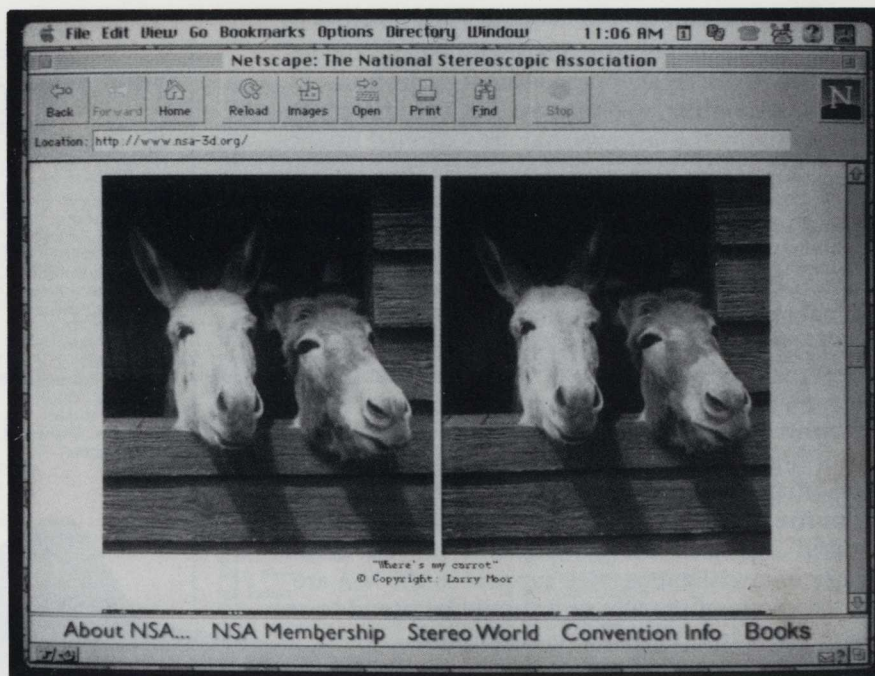 File Edit View Go Bookmarks Options Directory Window 11:06 AM
Netscape: The National Stereoscopic Association
Back Forward Home Reload Images Open Print Find Stop
N
Location: http://www.nsa-3d.org/
"Where's my carrot"
© Copyright: Larry Moor
About NSA... NSA Membership Stereo World Convention Info Books